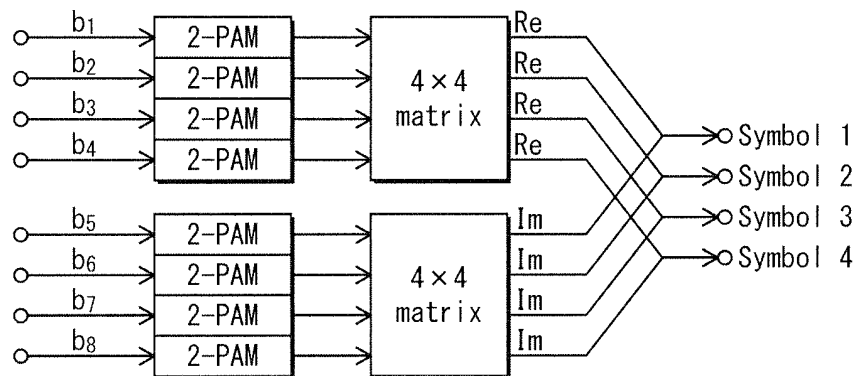 b1 2-PAM Re
b2 2-PAM Re
b3 2-PAM Re
b4 2-PAM Re
4×4
matrix
b5 2-PAM Im
b6 2-PAM Im
b7 2-PAM Im
b8 2-PAM Im
4×4
matrix
Symbol 1
Symbol 2
Symbol 3
Symbol 4